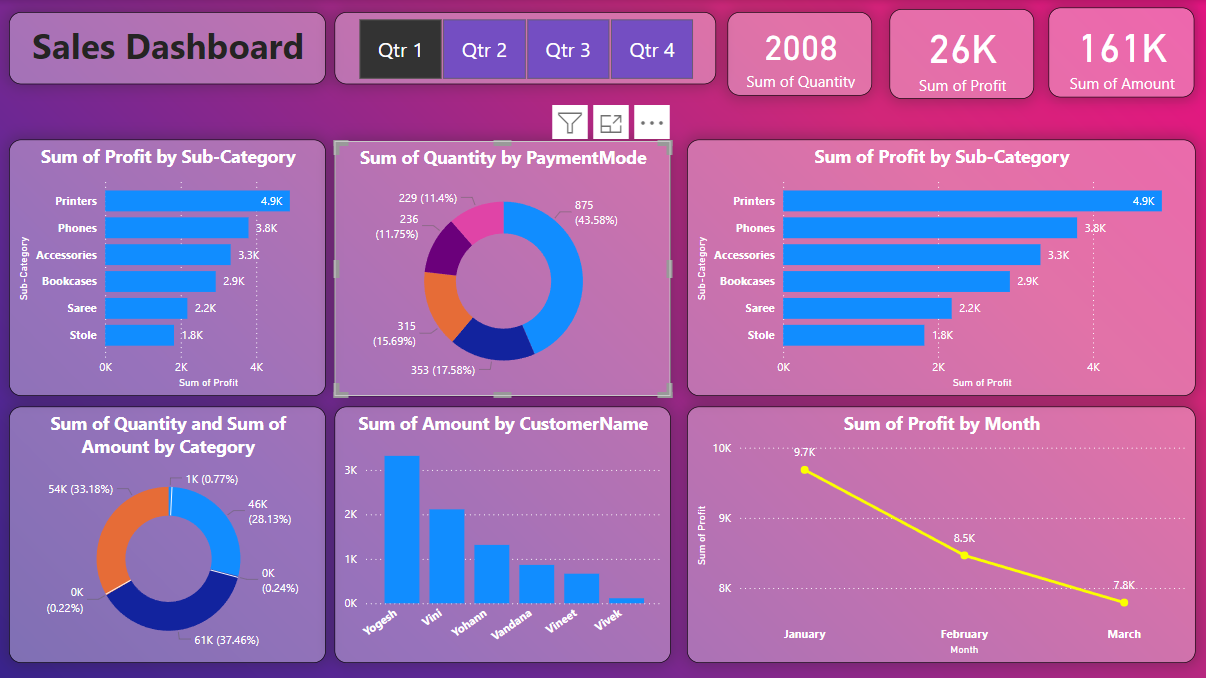 Sales Dashboard
Qtr 1
Qtr 2
Qtr 3
Qtr 4
2008
Sum of Quantity
26K
Sum of Profit
161K
Sum of Amount
Sum of Profit by Sub-Category
Sub-Category
Printers
4.9K
Phones
3.8K
Accessories
3.3K
Bookcases
2.9K
Saree
2.2K
Stole
1.8K
0K
2K
4K
Sum of Profit
Sum of Quantity by PaymentMode
229 (11.4%)
236
(11.75%)
315
(15.69%)
353 (17.58%)
875
(43.58%)
Sum of Profit by Sub-Category
Sub-Category
Printers
4.9K
Phones
3.8K
Accessories
3.3K
Bookcases
2.9K
Saree
2.2K
Stole
1.8K
0K
2K
4K
Sum of Profit
Sum of Quantity and Sum of
Amount by Category
1K (0.77%)
54K (33.18%)
46K
(28.13%)
0K
(0.24%)
0K
(0.22%)
61K (37.46%)
Sum of Amount by CustomerName
3K
2K
1K
0K
Yogesh
Vini
Yohann
Vandana
Vineet
Vivek
Sum of Profit by Month
Sum of Profit
10K
9K
8K
9.7K
8.5K
7.8K
January
February
March
Month